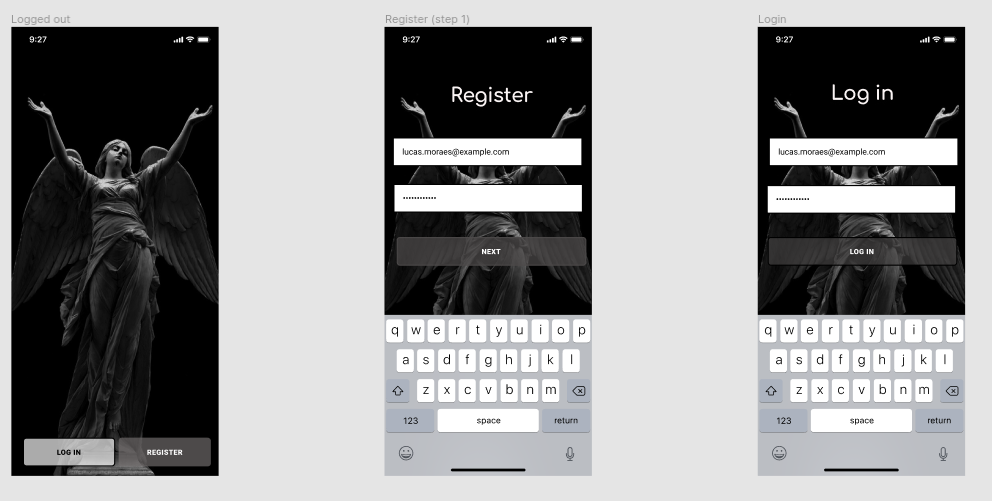 Logged out
9:27
LOG IN
REGISTER
Register (step 1)
9:27
Register
lucas.moraes@example.com
••••••••••••
NEXT
q w e r t y u i o p
a s d f g h j k l
z x c v b n m
123 space return
Login
9:27
Log in
lucas.moraes@example.com
••••••••••••
LOG IN
q w e r t y u i o p
a s d f g h j k l
z x c v b n m
123 space return